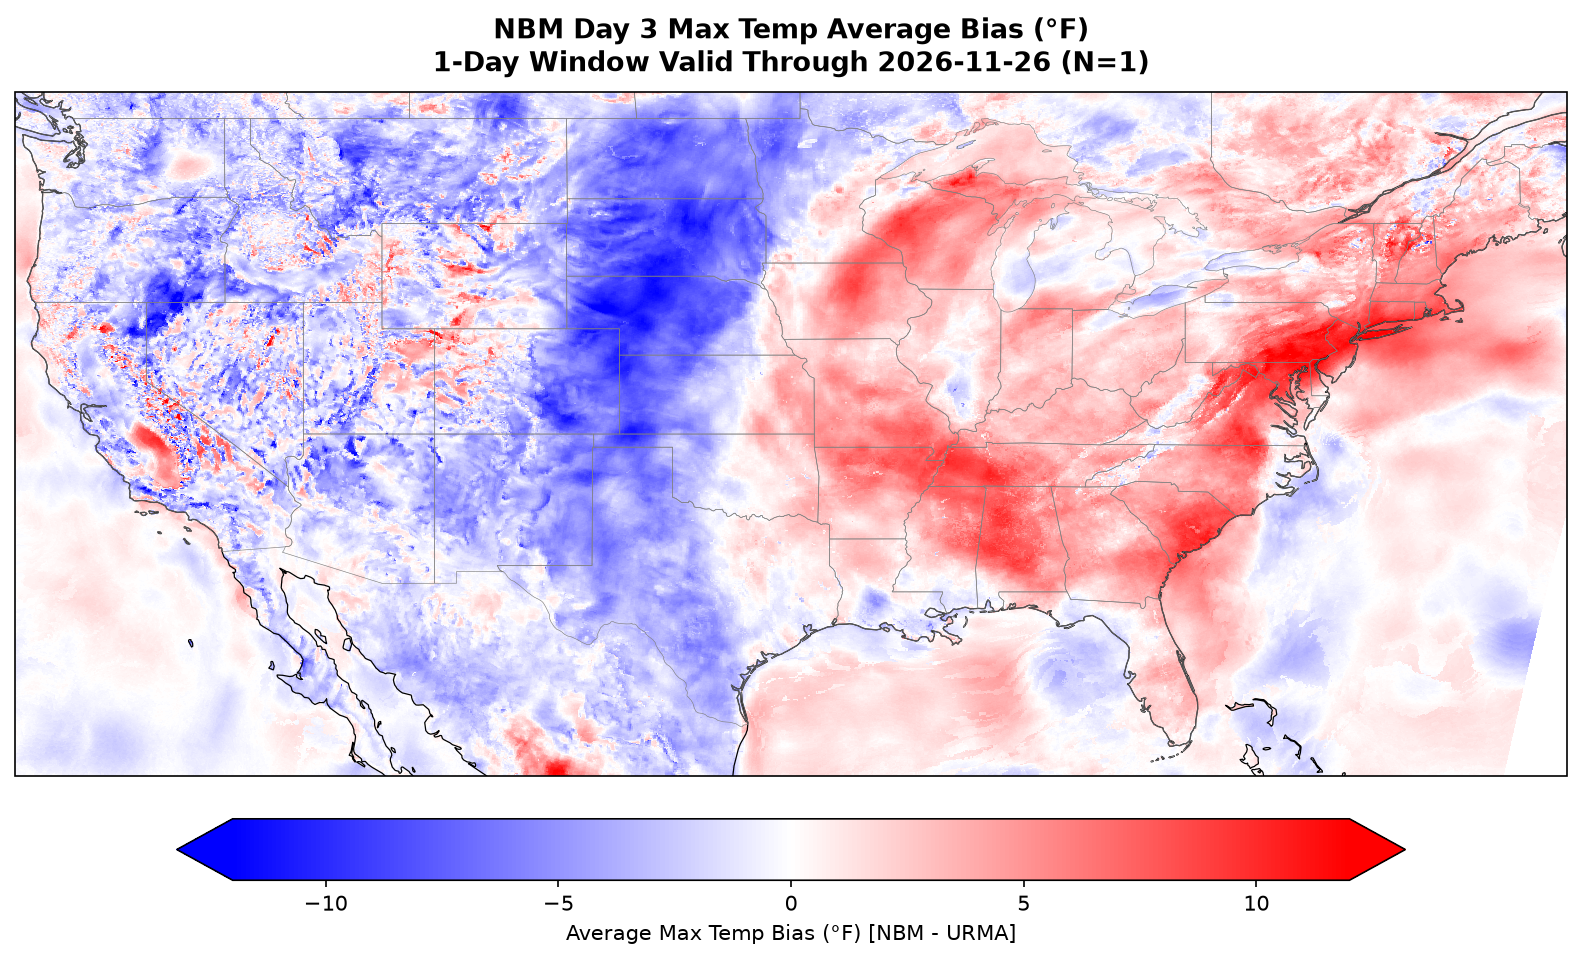 NBM Day 3 Max Temp Average Bias (°F)
1-Day Window Valid Through 2026-11-26 (N=1)
−10 −5 0 5 10
Average Max Temp Bias (°F) [NBM - URMA]